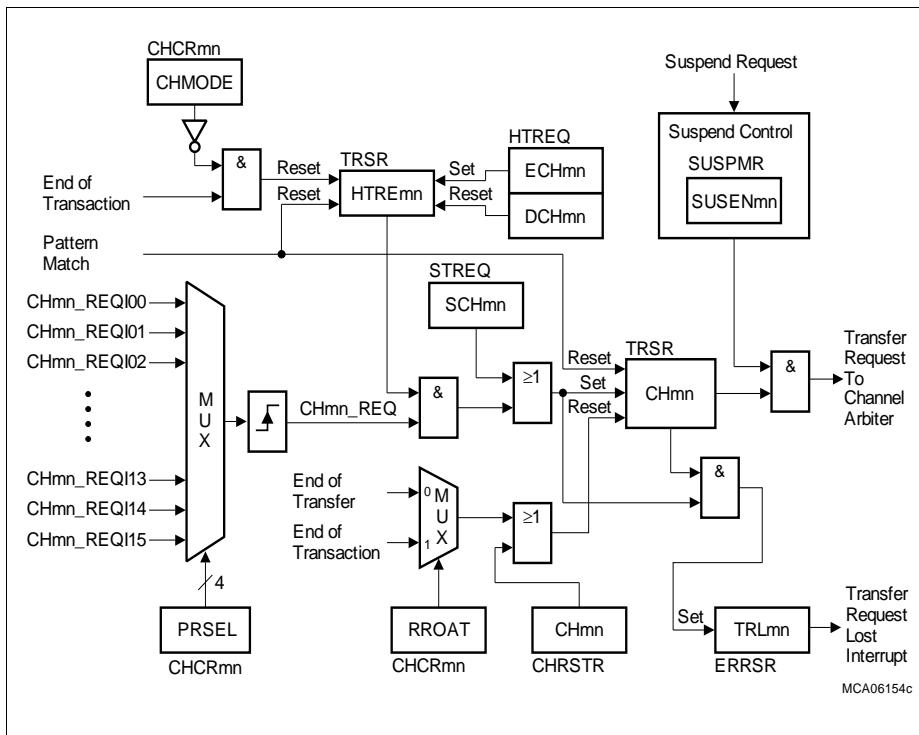 CHCRmn
CHMODE
Suspend Request
&
End of
Transaction
Reset
Reset
TRSR
HTREmn
Set
Reset
HTREQ
ECHmn
DCHmn
Suspend Control
SUSPMR
SUSENmn
Pattern
Match
STREQ
SCHmn
CHmn_REQI00
CHmn_REQI01
CHmn_REQI02
CHmn_REQI13
CHmn_REQI14
CHmn_REQI15
M
U
X
CHmn_REQ
&
≥1
Reset
Set
Reset
TRSR
CHmn
&
Transfer
Request
To
Channel
Arbiter
End of
Transfer
End of
Transaction
0
1
M
U
X
≥1
&
4
PRSEL
CHCRmn
RROAT
CHCRmn
CHmn
CHRSTR
Set
TRLmn
ERRSR
Transfer
Request
Lost
Interrupt
MCA06154c